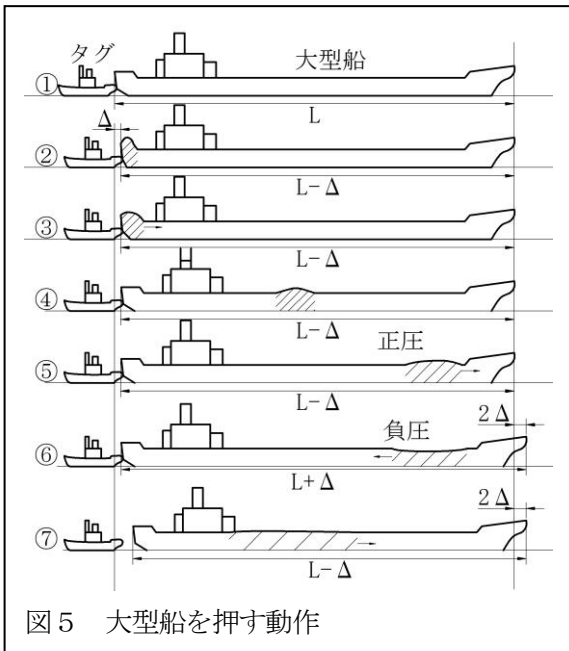 タグ
大型船
①
L
Δ
②
L-Δ
③
L-Δ
④
L-Δ
正圧
⑤
L-Δ
負圧
2Δ
⑥
L+Δ
2Δ
⑦
L-Δ
図5 大型船を押す動作